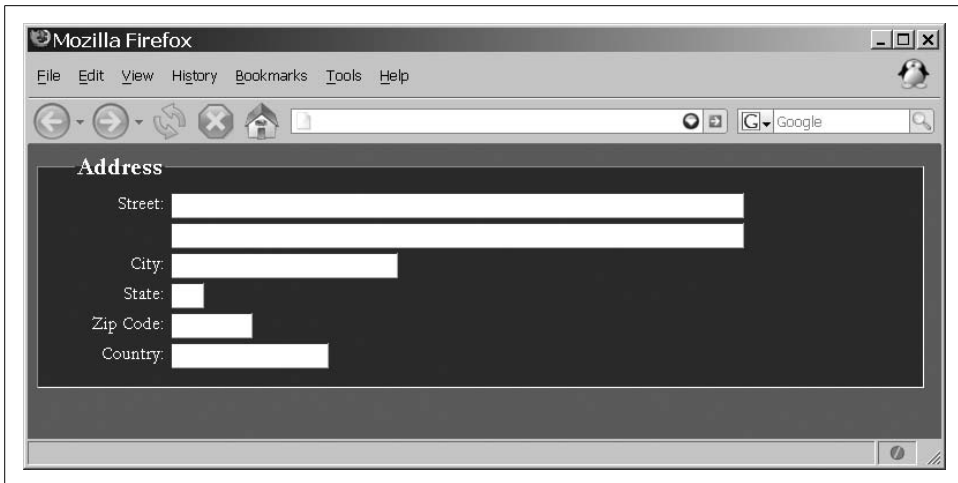 Mozilla Firefox
File Edit View History Bookmarks Tools Help
G Google
Address
Street:
City:
State:
Zip Code:
Country: